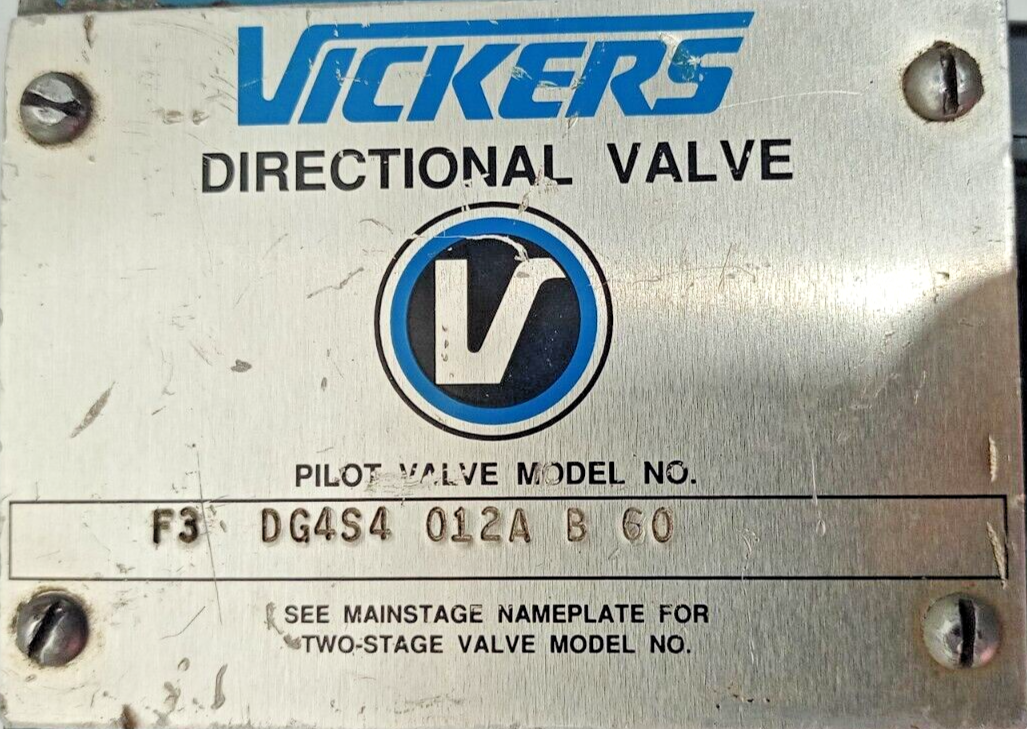 VICKERS
DIRECTIONAL VALVE
V
PILOT VALVE MODEL NO.
F3 DG4S4 012A B 60
SEE MAINSTAGE NAMEPLATE FOR
TWO-STAGE VALVE MODEL NO.